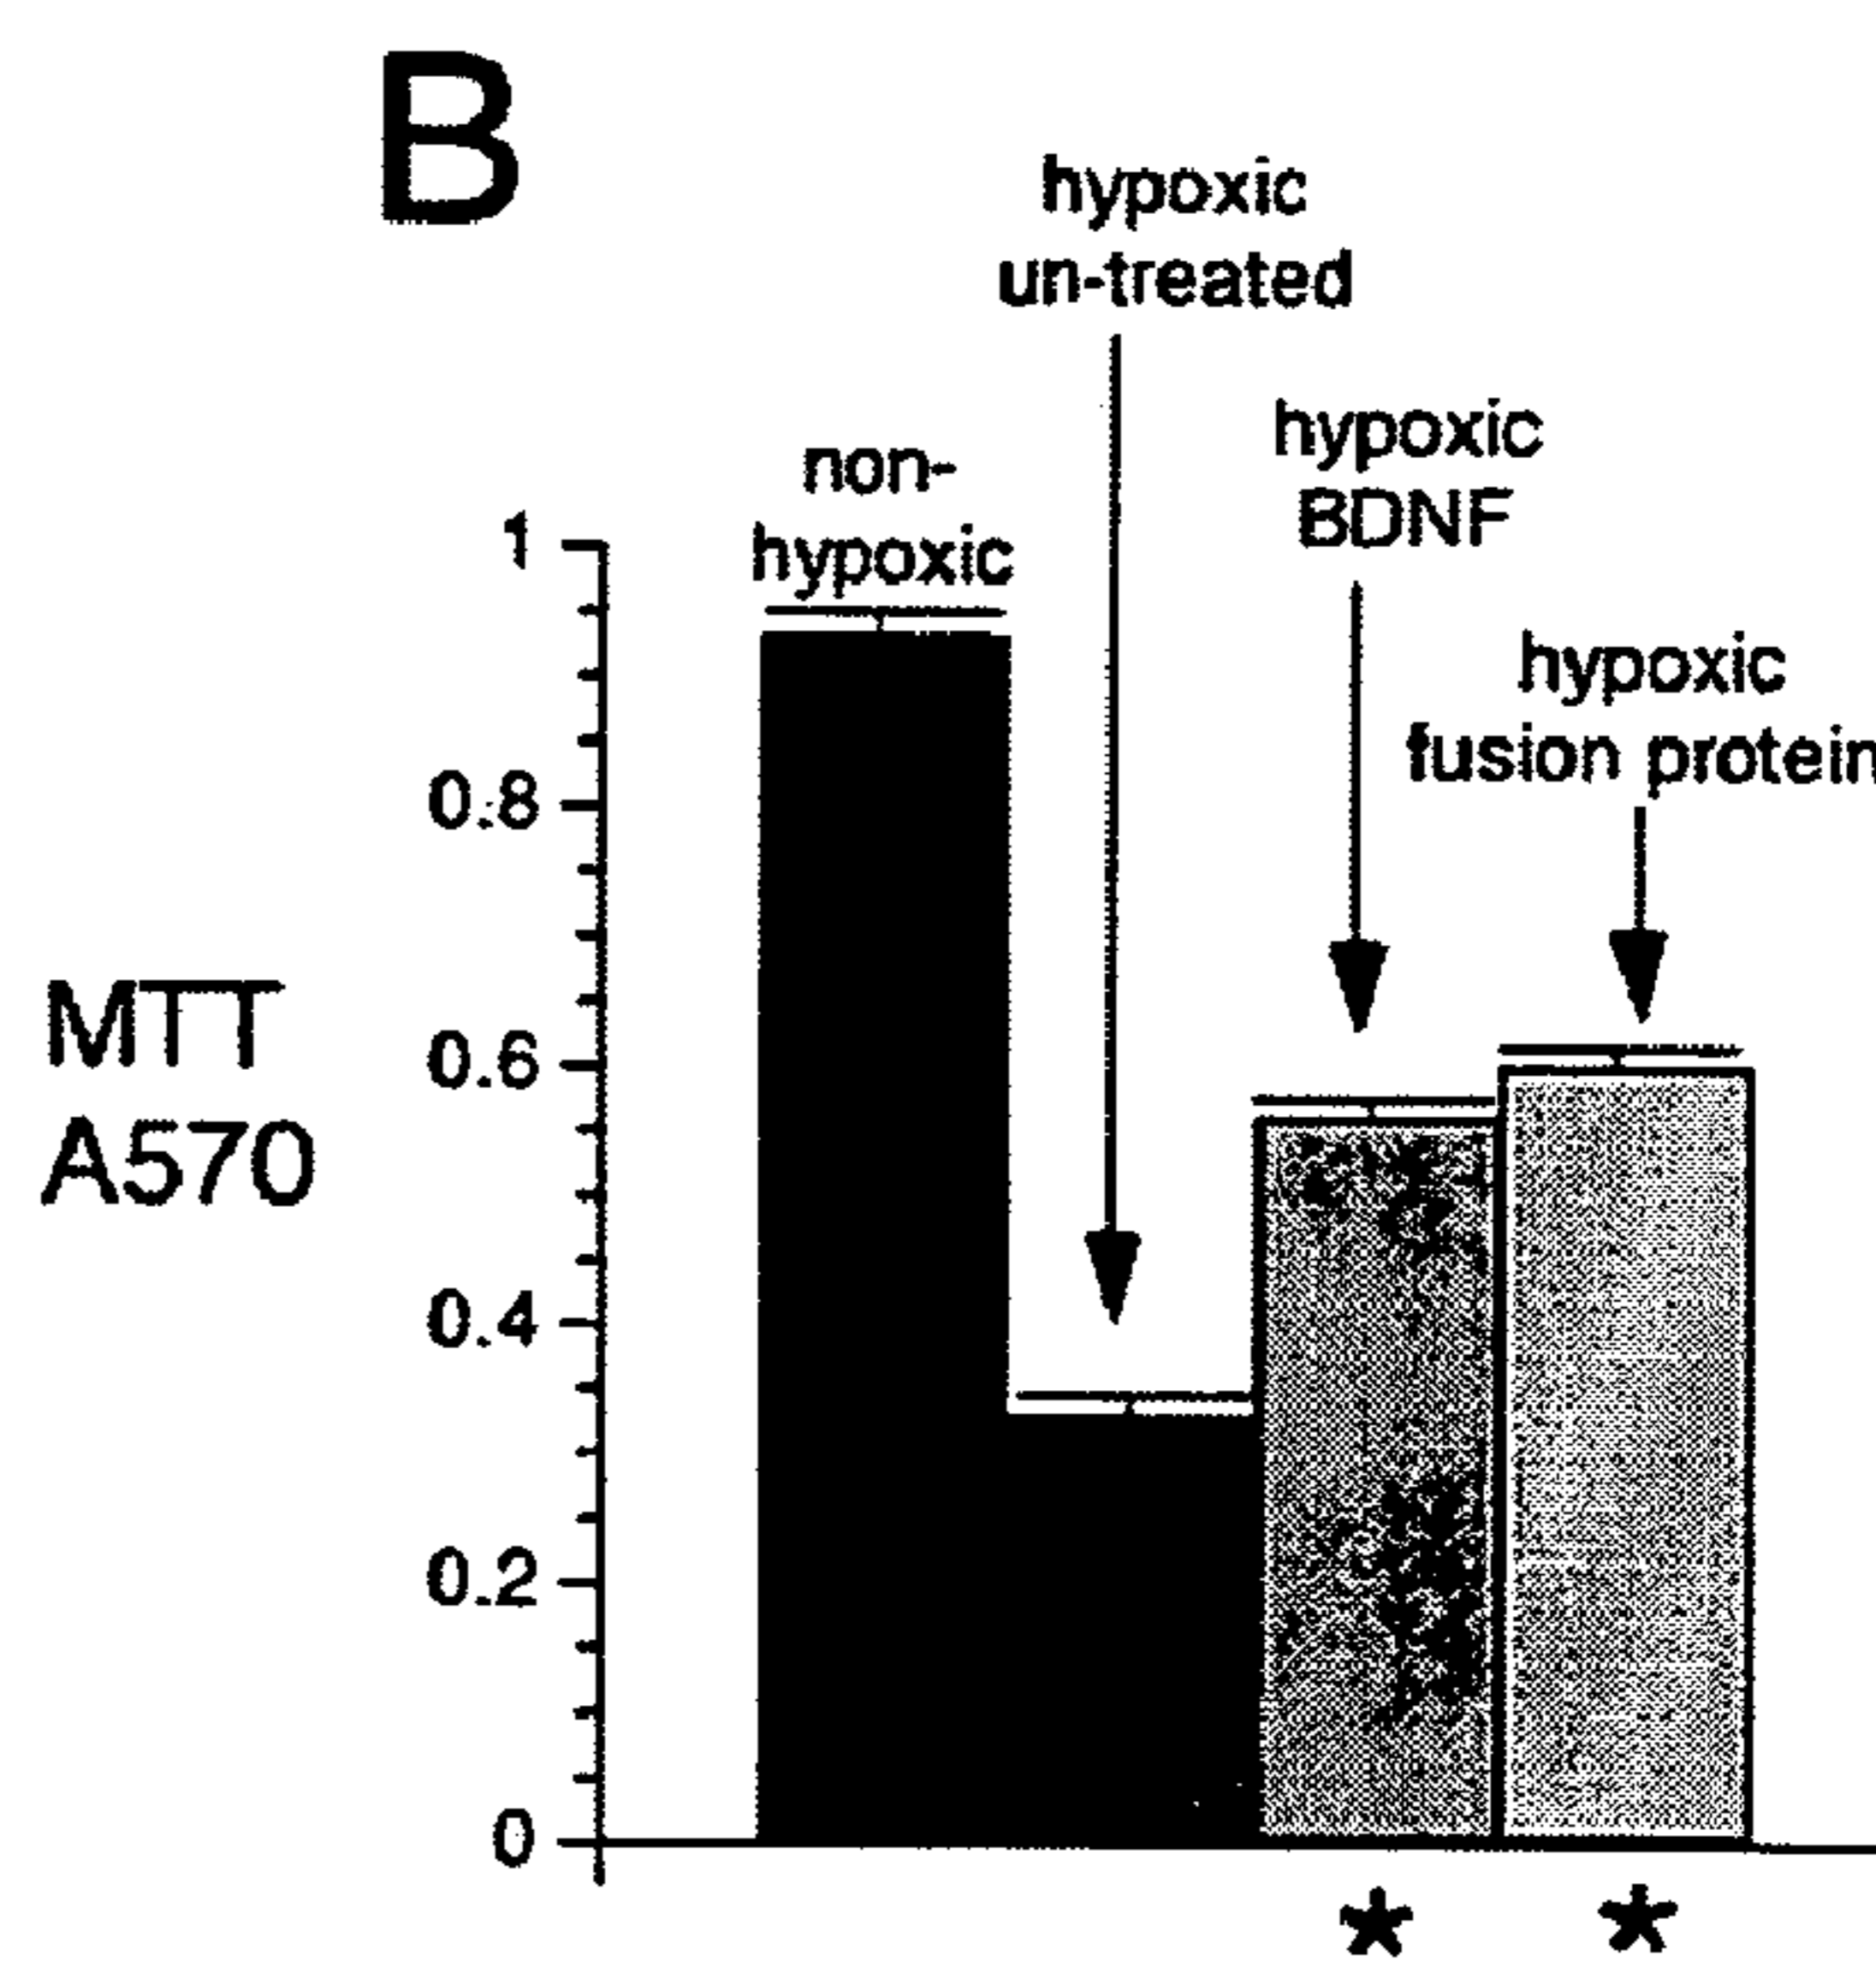 B
hypoxic
un-treated
hypoxic
BDNF
non-
hypoxic
hypoxic
fusion protein
1
0.8
0.6
0.4
0.2
0
MTT
A570
* *